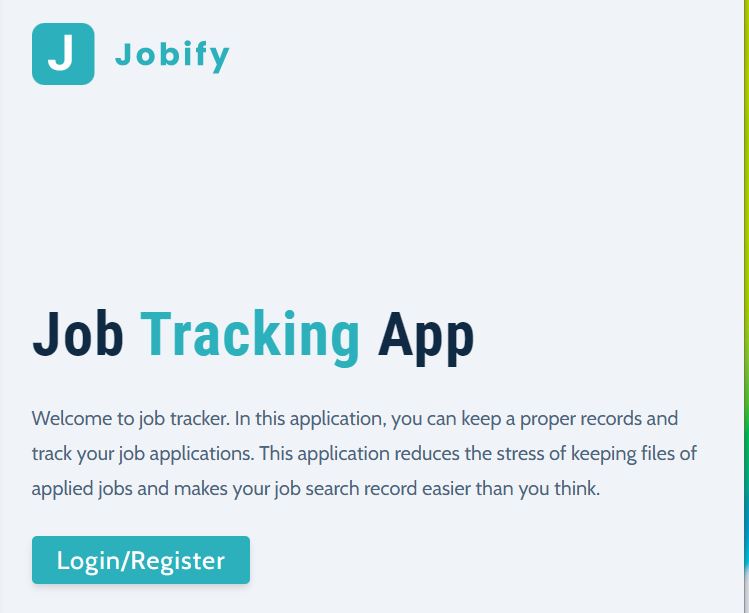 J Jobify
Job Tracking App
Welcome to job tracker. In this application, you can keep a proper records and
track your job applications. This application reduces the stress of keeping files of
applied jobs and makes your job search record easier than you think.
Login/Register